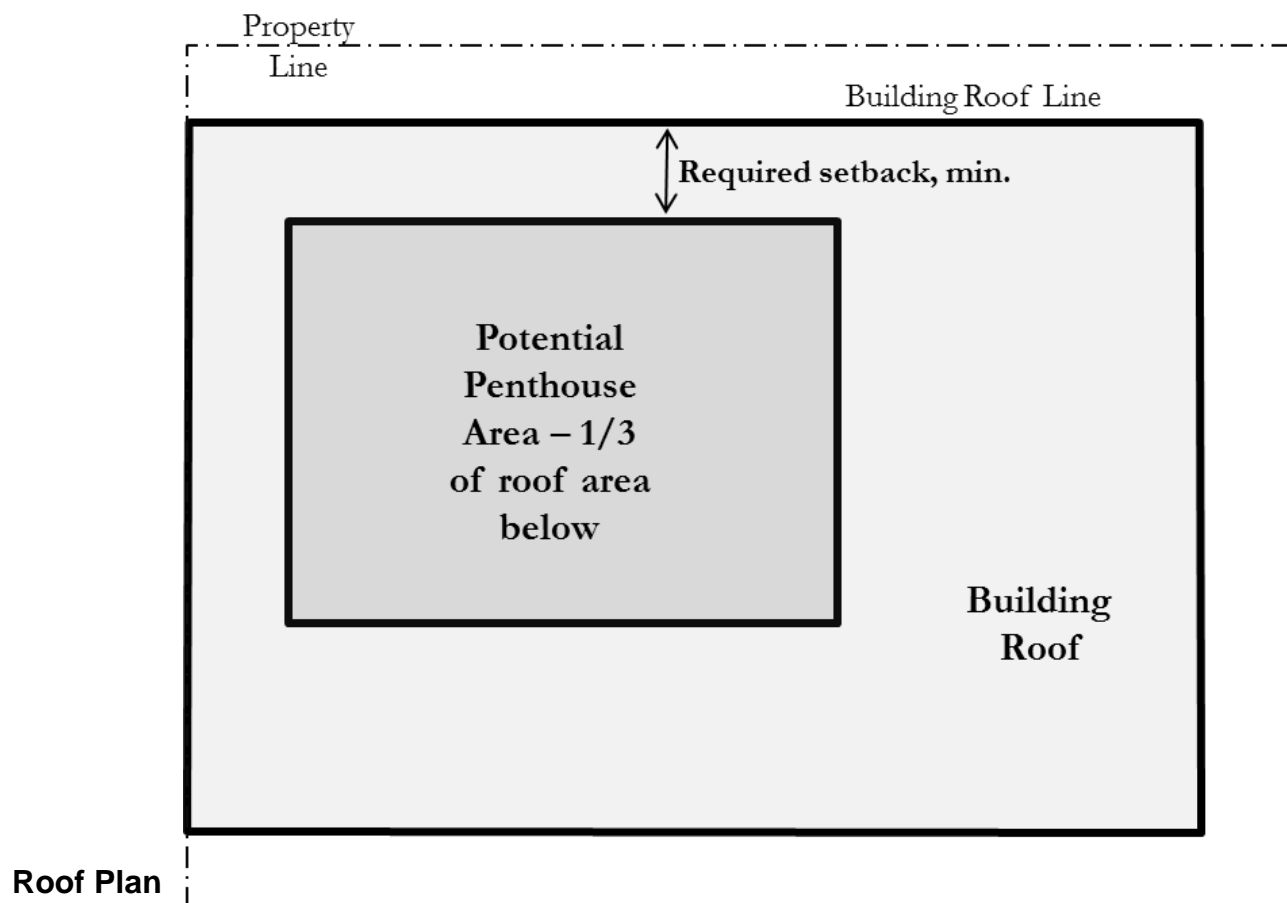 Property
Line
Building Roof Line
Required setback, min.
Potential
Penthouse
Area – 1/3
of roof area
below
Building
Roof
Roof Plan